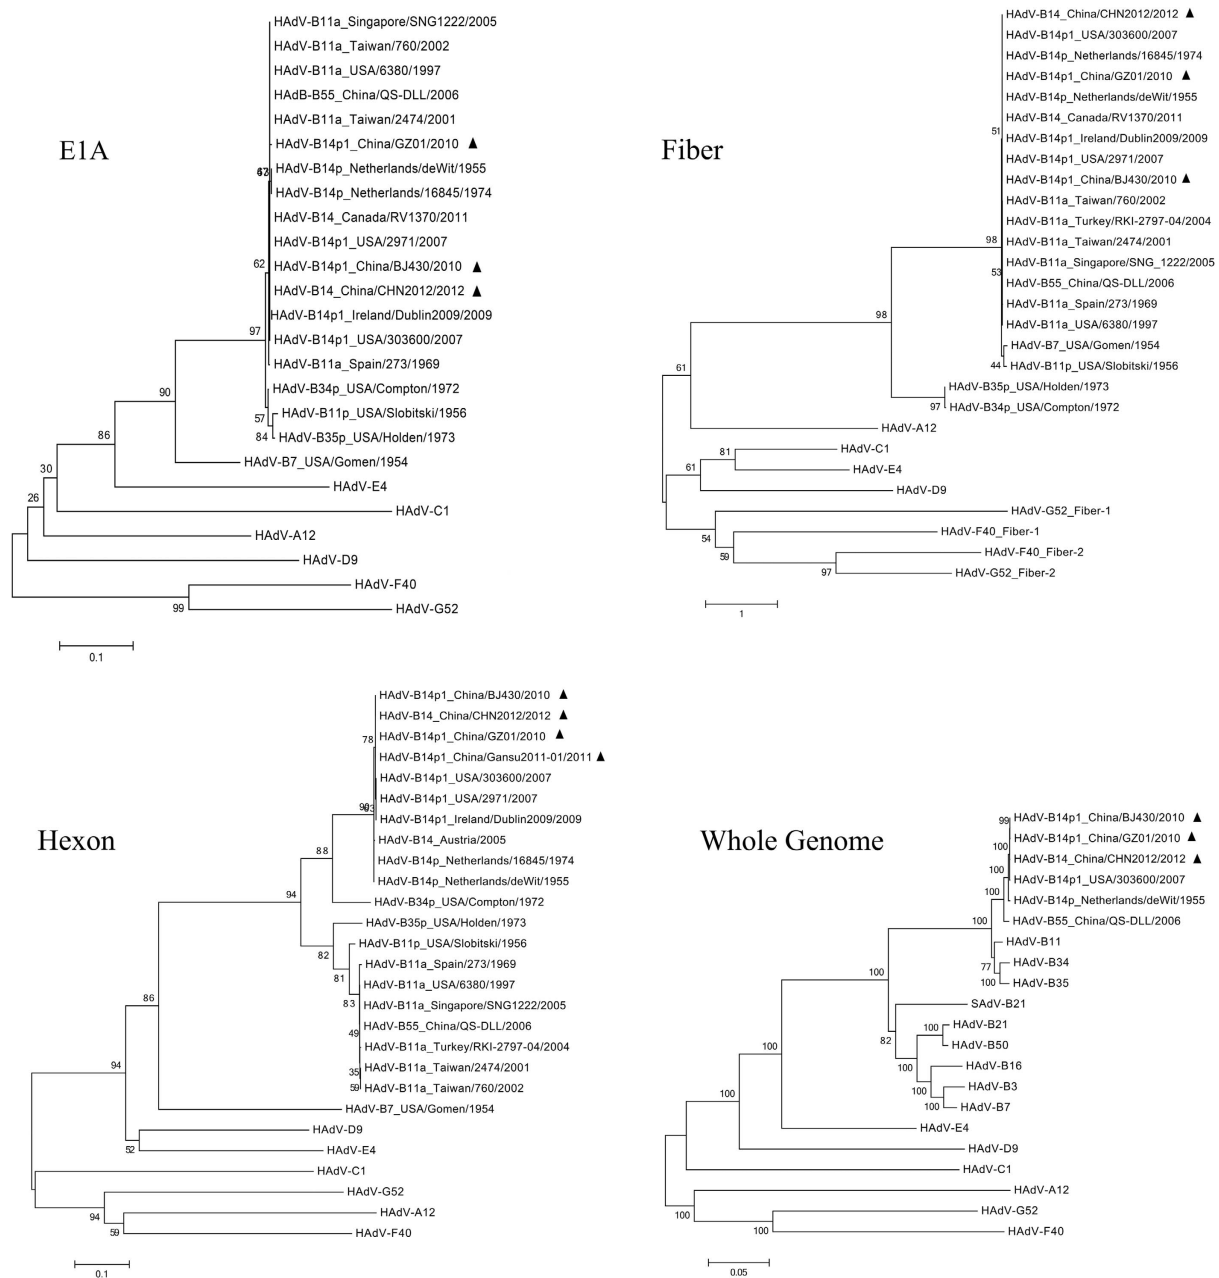 E1A
HAdV-B11a_Singapore/SNG1222/2005
HAdV-B11a_Taiwan/760/2002
HAdV-B11a_USA/6380/1997
HAdB-B55_China/QS-DLL/2006
HAdV-B11a_Taiwan/2474/2001
HAdV-B14p1_China/GZ01/2010 ▲
HAdV-B14p_Netherlands/deWit/1955
HAdV-B14p_Netherlands/16845/1974
HAdV-B14_Canada/RV1370/2011
HAdV-B14p1_USA/2971/2007
62
HAdV-B14p1_China/BJ430/2010 ▲
HAdV-B14_China/CHN2012/2012 ▲
HAdV-B14p1_Ireland/Dublin2009/2009
97
HAdV-B14p1_USA/303600/2007
HAdV-B11a_Spain/273/1969
90
HAdV-B34p_USA/Compton/1972
57
HAdV-B11p_USA/Slobitski/1956
86
84
HAdV-B35p_USA/Holden/1973
HAdV-B7_USA/Gomen/1954
30
HAdV-E4
26
HAdV-C1
HAdV-A12
HAdV-D9
HAdV-F40
99
HAdV-G52
0.1
Fiber
HAdV-B14_China/CHN2012/2012 ▲
HAdV-B14p1_USA/303600/2007
HAdV-B14p_Netherlands/16845/1974
HAdV-B14p1_China/GZ01/2010 ▲
HAdV-B14p_Netherlands/deWit/1955
HAdV-B14_Canada/RV1370/2011
51
HAdV-B14p1_Ireland/Dublin2009/2009
HAdV-B14p1_USA/2971/2007
HAdV-B14p1_China/BJ430/2010 ▲
HAdV-B11a_Taiwan/760/2002
HAdV-B11a_Turkey/RKI-2797-04/2004
98
HAdV-B11a_Taiwan/2474/2001
HAdV-B11a_Singapore/SNG_1222/2005
53
HAdV-B55_China/QS-DLL/2006
HAdV-B11a_Spain/273/1969
98
HAdV-B11a_USA/6380/1997
HAdV-B7_USA/Gomen/1954
44
HAdV-B11p_USA/Slobitski/1956
61
HAdV-B35p_USA/Holden/1973
97
HAdV-B34p_USA/Compton/1972
HAdV-A12
81
HAdV-C1
61
HAdV-E4
HAdV-D9
HAdV-G52_Fiber-1
54
HAdV-F40_Fiber-1
59
HAdV-F40_Fiber-2
97
HAdV-G52_Fiber-2
1
Hexon
HAdV-B14p1_China/BJ430/2010 ▲
HAdV-B14_China/CHN2012/2012 ▲
78
HAdV-B14p1_China/GZ01/2010 ▲
HAdV-B14p1_China/Gansu2011-01/2011 ▲
HAdV-B14p1_USA/303600/2007
HAdV-B14p1_USA/2971/2007
HAdV-B14p1_Ireland/Dublin2009/2009
HAdV-B14_Austria/2005
88
HAdV-B14p_Netherlands/16845/1974
HAdV-B14p_Netherlands/deWit/1955
94
HAdV-B34p_USA/Compton/1972
HAdV-B35p_USA/Holden/1973
82
HAdV-B11p_USA/Slobitski/1956
81
HAdV-B11a_Spain/273/1969
HAdV-B11a_USA/6380/1997
86
83
HAdV-B11a_Singapore/SNG1222/2005
49
HAdV-B55_China/QS-DLL/2006
HAdV-B11a_Turkey/RKI-2797-04/2004
94
35
HAdV-B11a_Taiwan/2474/2001
59
HAdV-B11a_Taiwan/760/2002
HAdV-B7_USA/Gomen/1954
HAdV-D9
52
HAdV-E4
HAdV-C1
HAdV-G52
94
HAdV-A12
59
HAdV-F40
0.1
Whole Genome
99
HAdV-B14p1_China/BJ430/2010 ▲
HAdV-B14p1_China/GZ01/2010 ▲
100
HAdV-B14_China/CHN2012/2012 ▲
100
HAdV-B14p1_USA/303600/2007
100
HAdV-B14p_Netherlands/deWit/1955
100
HAdV-B55_China/QS-DLL/2006
HAdV-B11
77
HAdV-B34
100
100
HAdV-B35
SAdV-B21
100
HAdV-B21
82
HAdV-B50
100
100
HAdV-B16
HAdV-B3
100
100
HAdV-B7
HAdV-E4
HAdV-D9
HAdV-C1
HAdV-A12
100
HAdV-G52
100
HAdV-F40
0.05